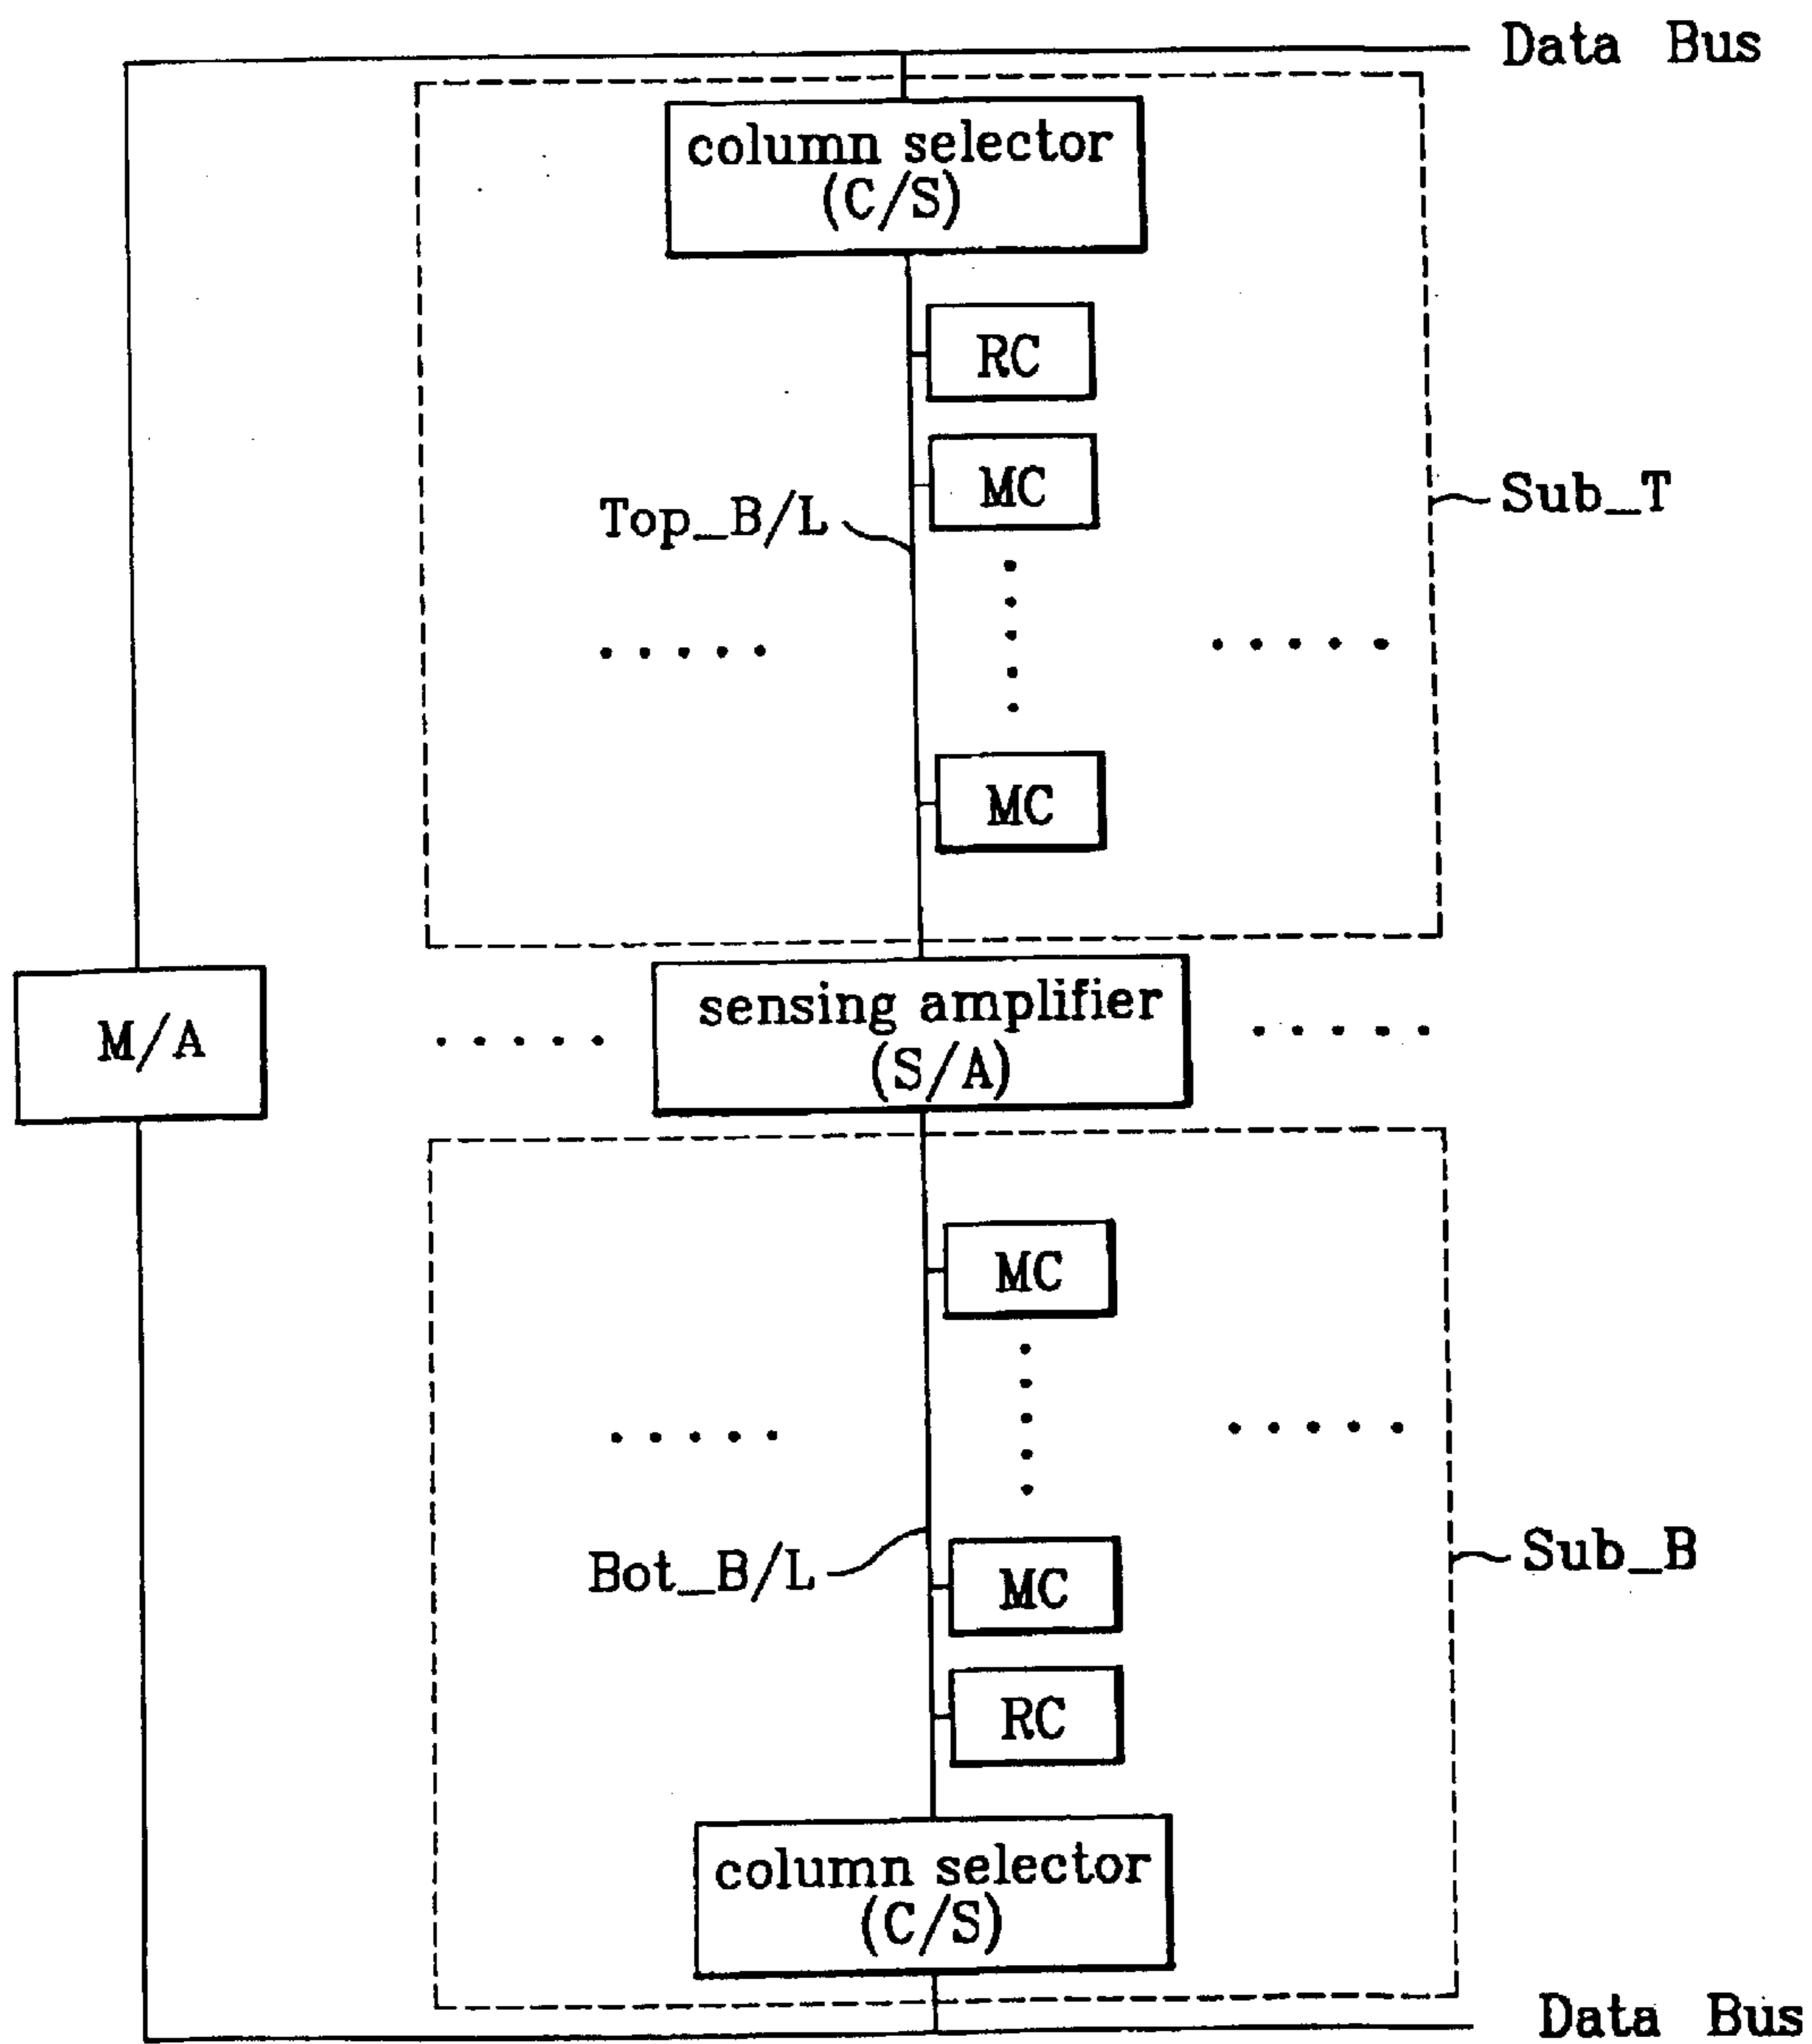 Data Bus
column selector
(C/S)
RC
MC
Top_B/L
Sub_T
MC
M/A
sensing amplifier
(S/A)
MC
Bot_B/L
MC
Sub_B
RC
column selector
(C/S)
Data Bus